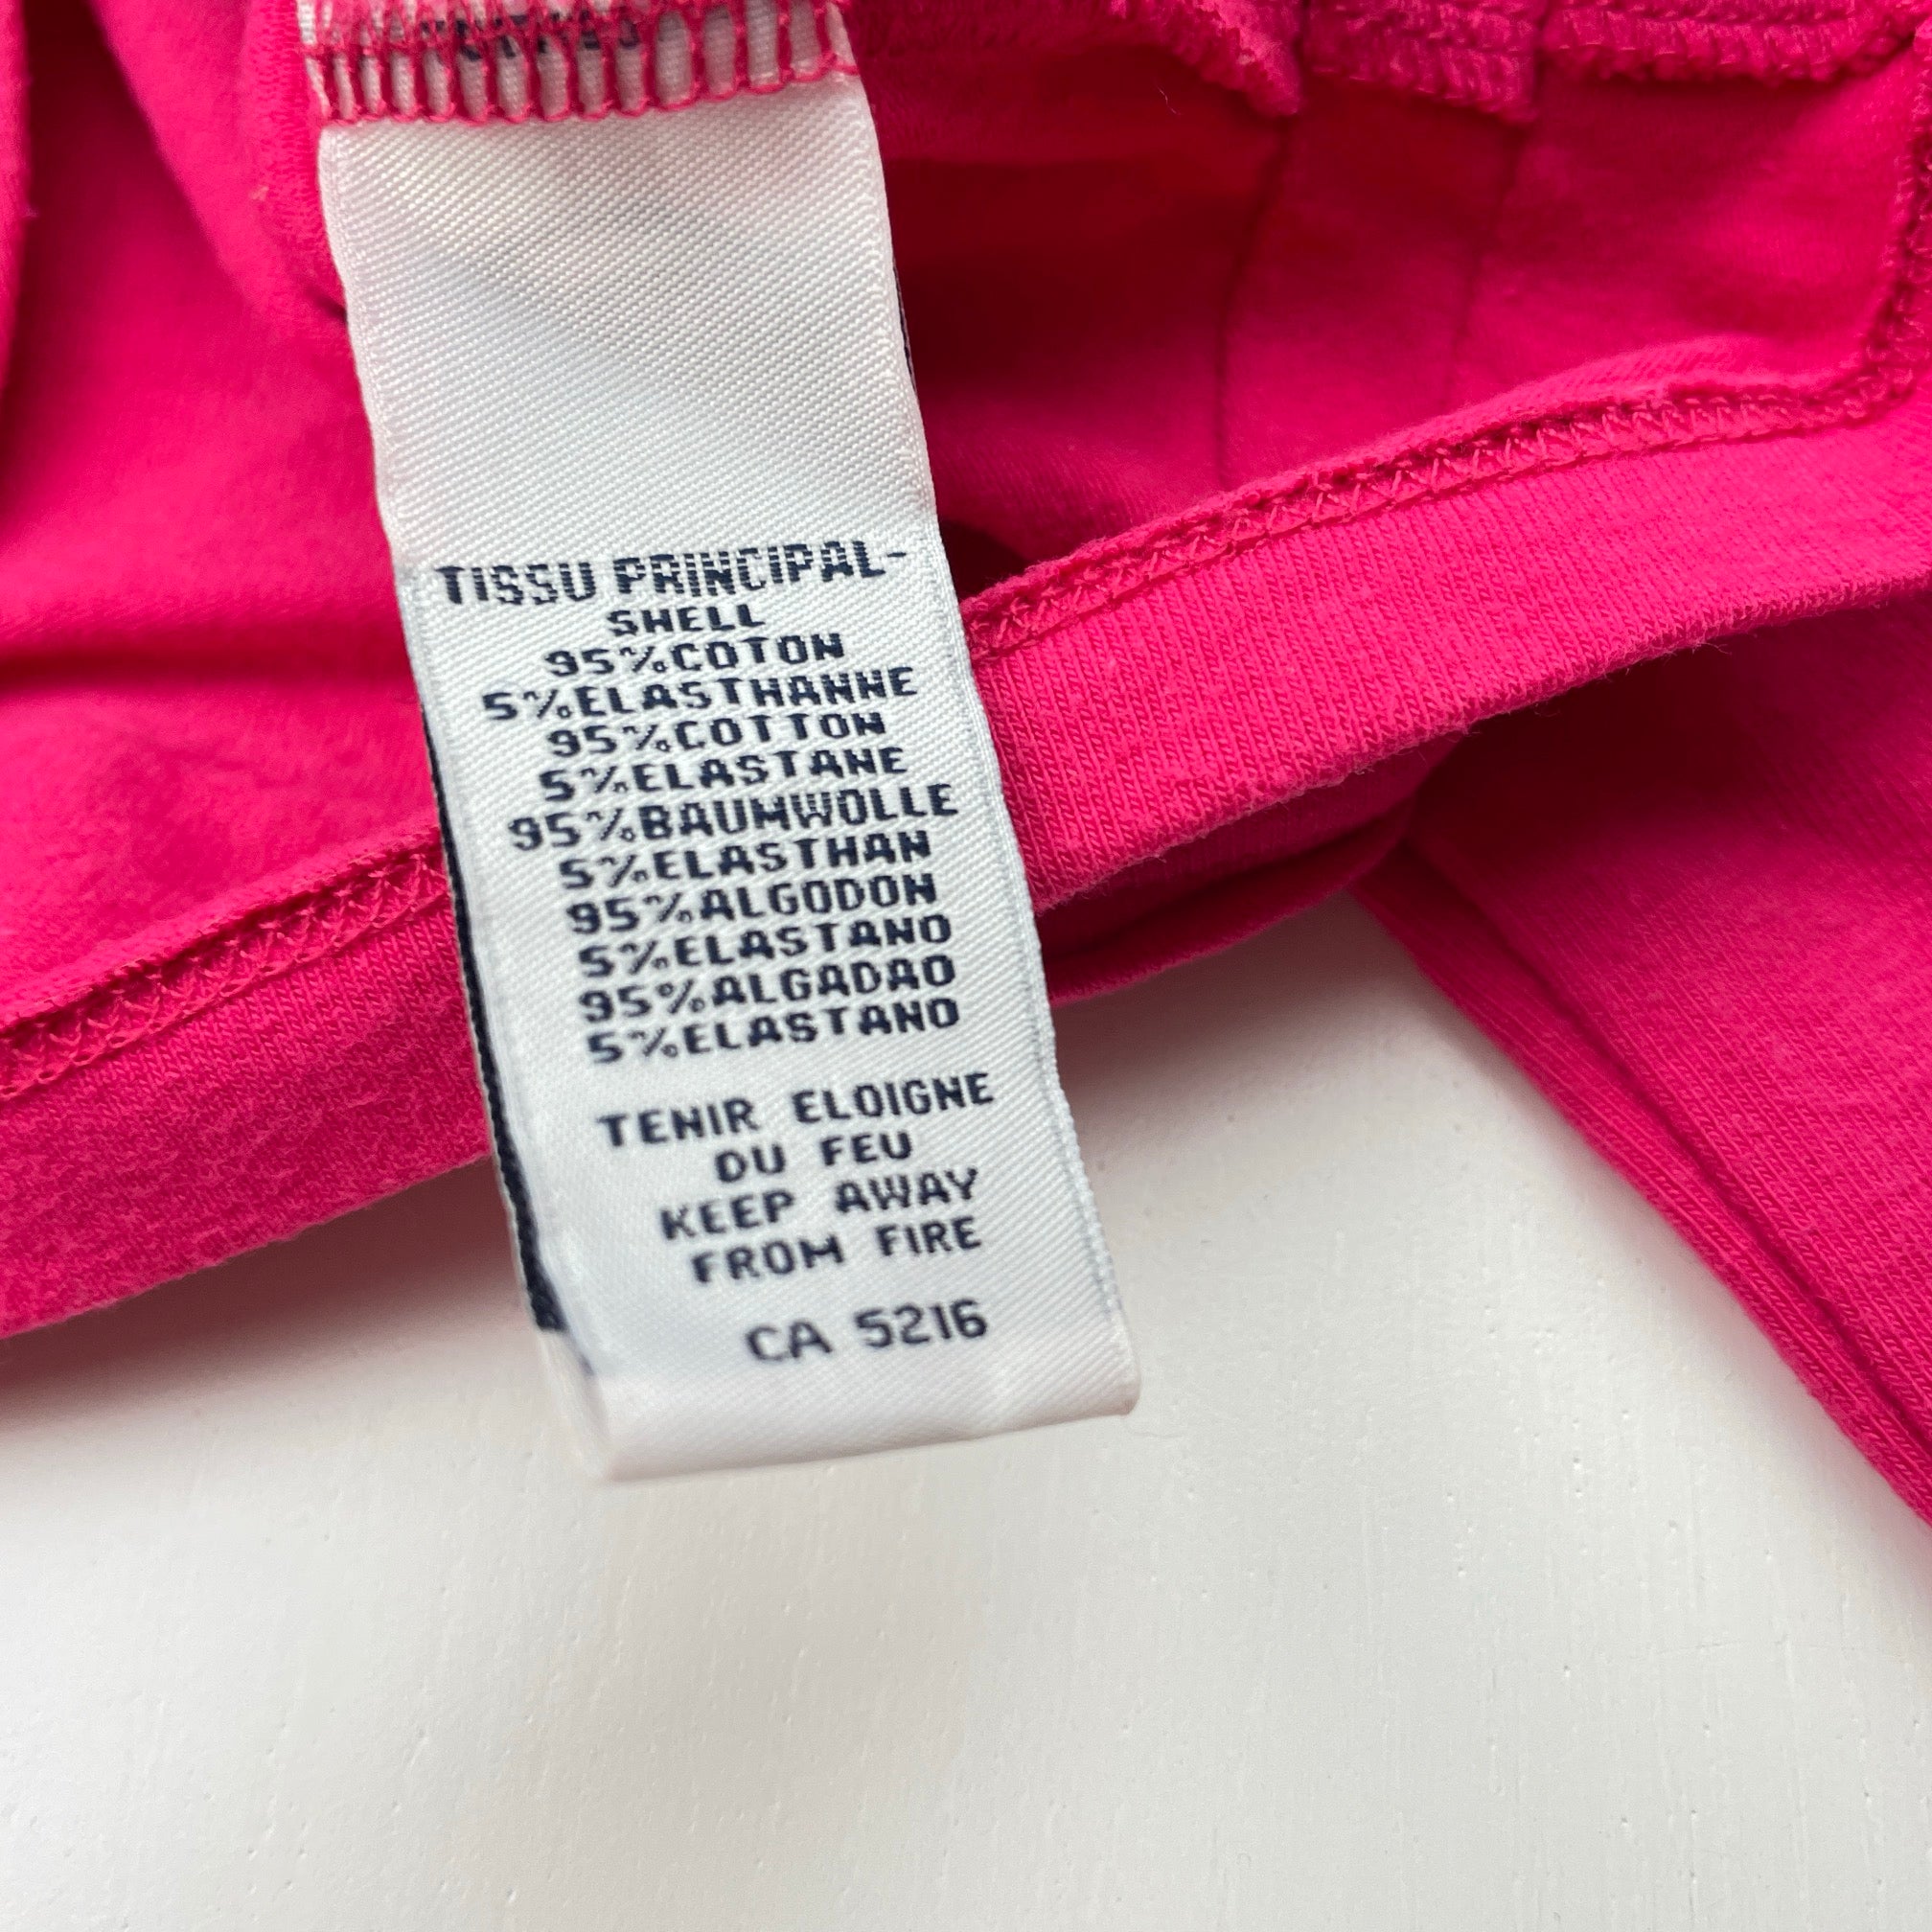 TISSU PRINCIPAL-
SHELL
95%COTON
5%ELASTHANNE
95%COTTON
5%ELASTANE
95%BAUMWOLLE
5%ELASTHAN
95%ALGODON
5%ELASTANO
95%ALGADAO
5%ELASTANO
TENIR ELOIGNE
DU FEU
KEEP AWAY
FROM FIRE
CA 5216